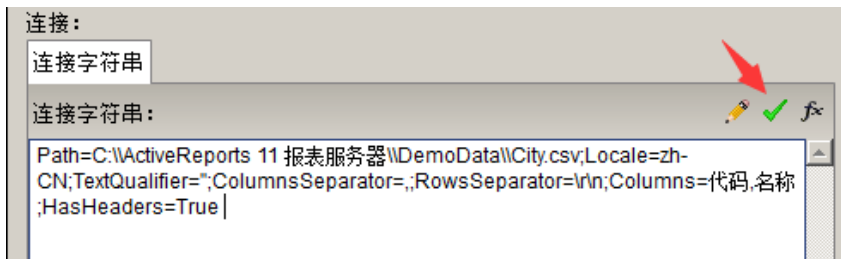 连接：
连接字符串
连接字符串： fx
Path=C:\\ActiveReports 11 报表服务器\\DemoData\\City.csv;Locale=zh-
CN;TextQualifier=";ColumnsSeparator=,;RowsSeparator=\r\n;Columns=代码,名称
;HasHeaders=True